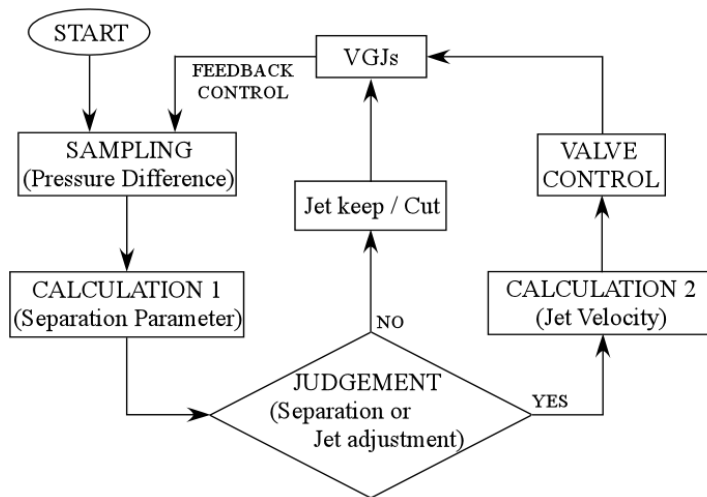 START
VGJs
FEEDBACK
CONTROL
SAMPLING
(Pressure Difference)
VALVE
CONTROL
Jet keep / Cut
CALCULATION 1
(Separation Parameter)
CALCULATION 2
(Jet Velocity)
NO
JUDGEMENT
(Separation or
Jet adjustment)
YES